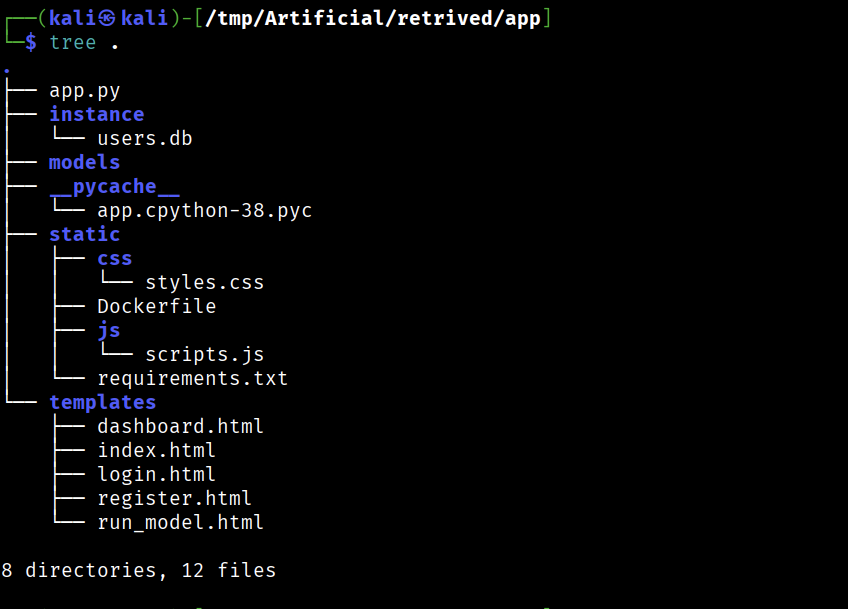 ┌──(kali㉿kali)-[/tmp/Artificial/retrived/app]
└─$ tree .
.
├── app.py
├── instance
│   └── users.db
├── models
├── __pycache__
│   └── app.cpython-38.pyc
├── static
│   ├── css
│   │   └── styles.css
│   ├── Dockerfile
│   ├── js
│   │   └── scripts.js
│   └── requirements.txt
└── templates
    ├── dashboard.html
    ├── index.html
    ├── login.html
    ├── register.html
    └── run_model.html
8 directories, 12 files